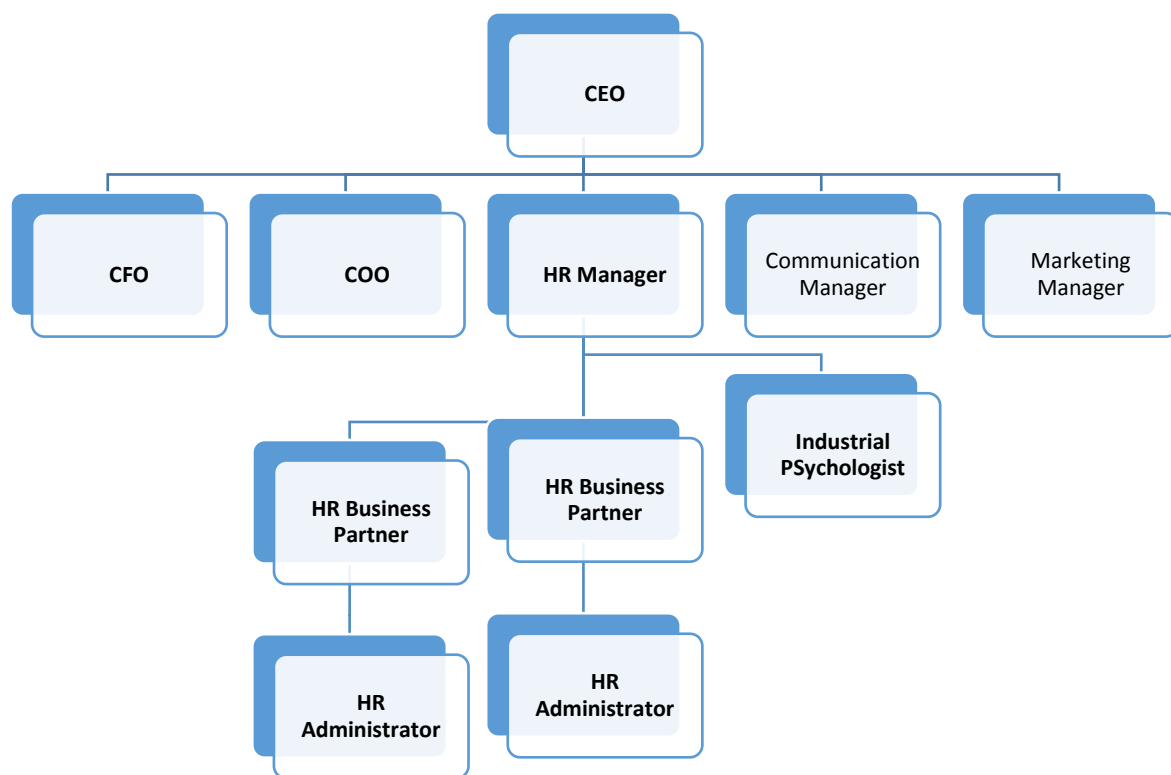 CEO
CFO
COO
HR Manager
Communication
Manager
Marketing
Manager
Industrial
PSychologist
HR Business
Partner
HR Business
Partner
HR
Administrator
HR
Administrator